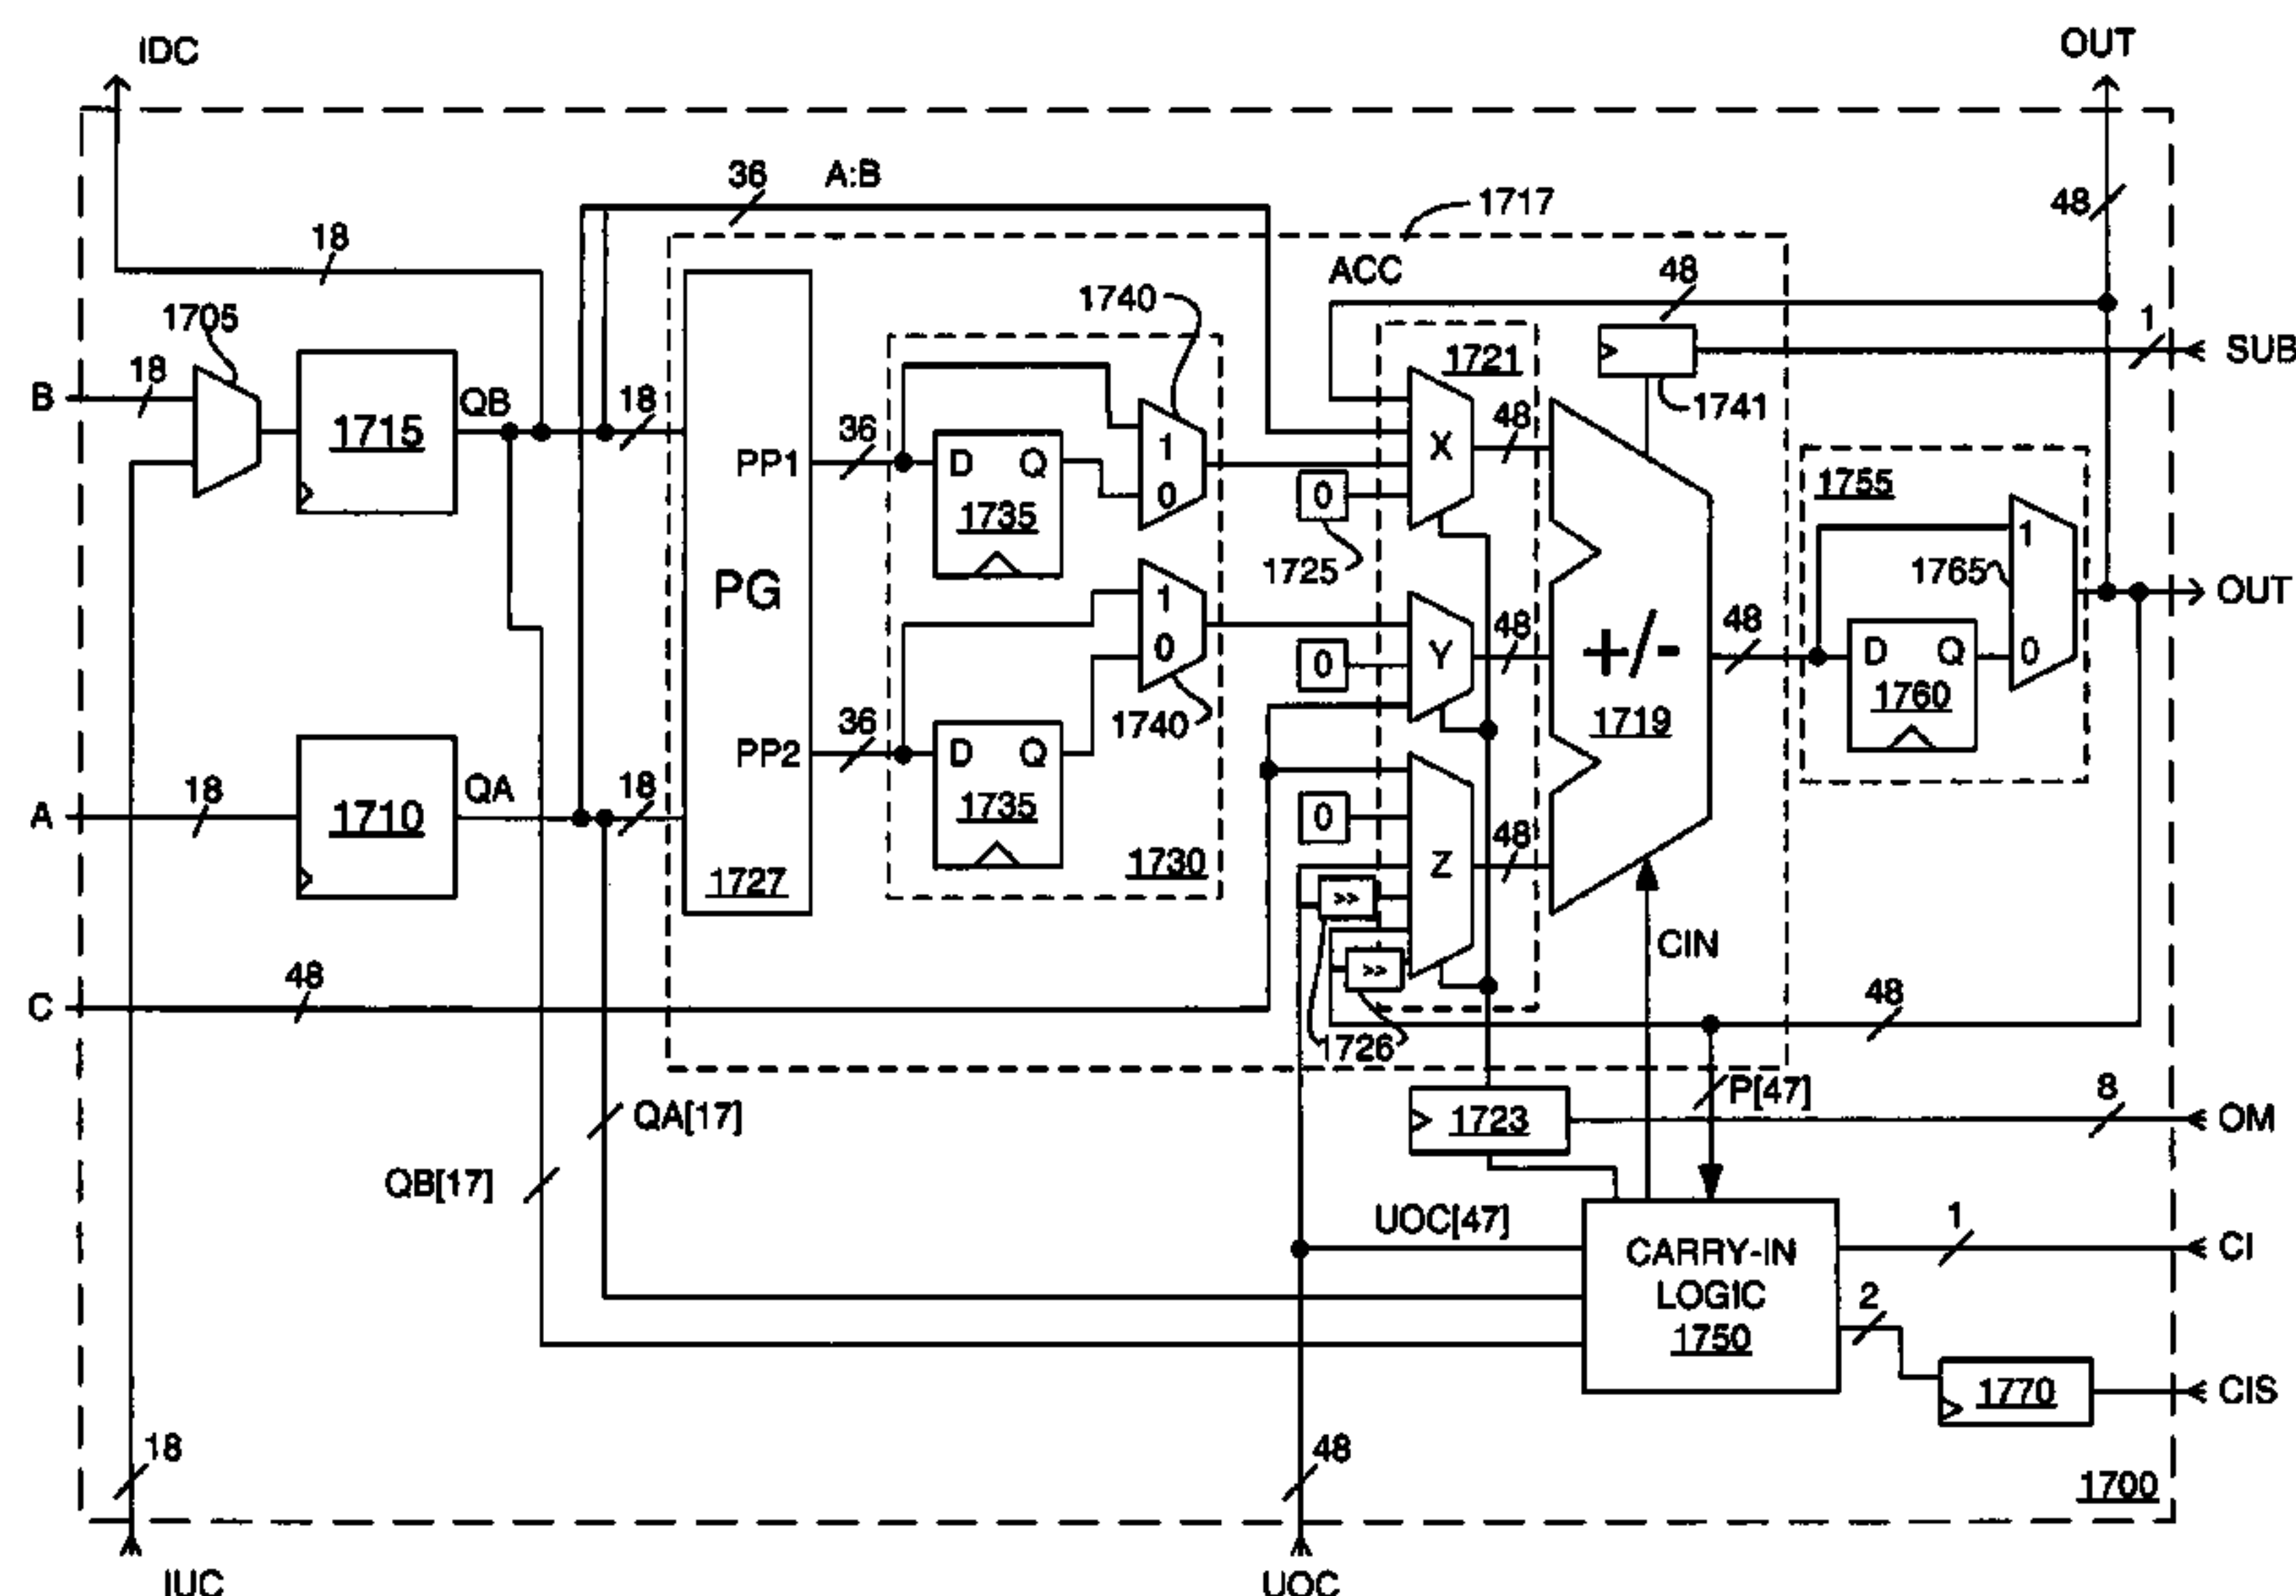 IDC
OUT
36 A:B
1717
48
18
ACC
48
1740
1705
1
SUB
1721
18
1741
B
QB
18
48
1715
36
X
PP1
D Q
1
0
1755
0
1735
1725
1
1765
PG
1
OUT
48
48
Y
0
0
+/-
D Q
0
1719
1760
36
1740
PP2
D Q
18
QA
18
A
1710
1735
0
48
Z
1730
1727
>>
CIN
>>
48
C
48
1726
P[47]
8
QA[17]
1723
OM
QB[17]
UOC[47]
1
CARRY-IN
LOGIC
1750
CI
2
1770
CIS
18
48
1700
IUC
UOC